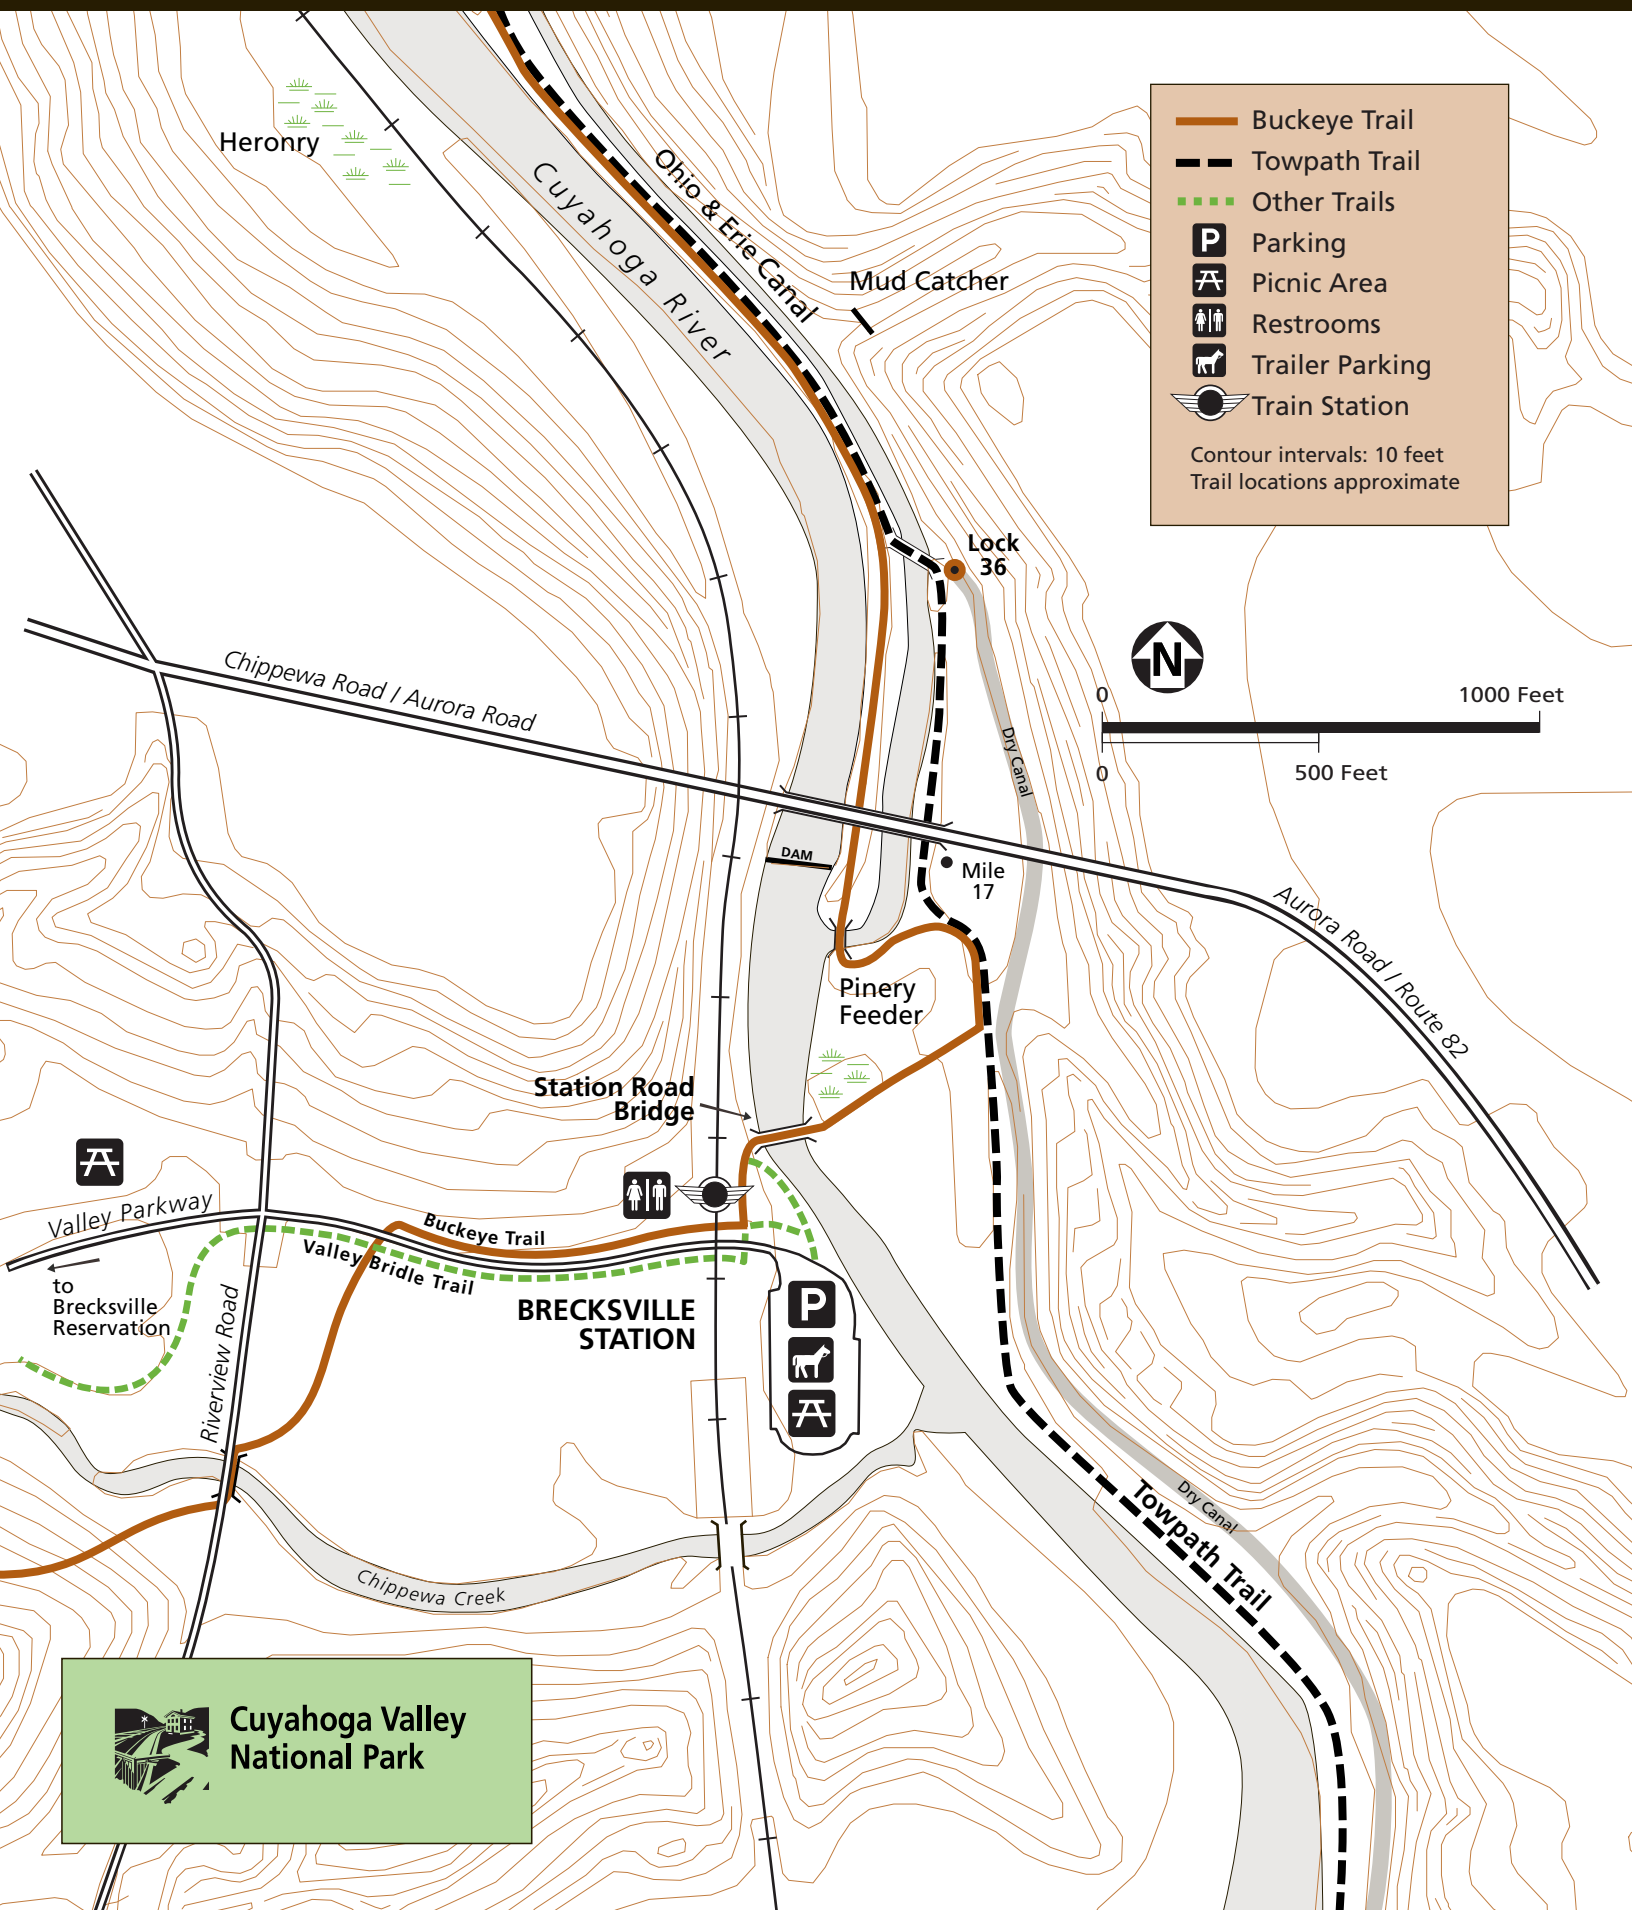 Heronry
Cuyahoga River
Ohio & Erie Canal
Mud Catcher
Buckeye Trail
Towpath Trail
Other Trails
P
Parking
Picnic Area
Restrooms
Trailer Parking
Train Station
Contour intervals: 10 feet
Trail locations approximate
Lock
36
N
0
1000 Feet
0
500 Feet
Chippewa Road / Aurora Road
Dry Canal
DAM
Mile
17
Aurora Road / Route 82
Pinery
Feeder
Station Road
Bridge
Valley Parkway
Buckeye Trail
Valley Bridle Trail
to
Brecksville
Reservation
Riverview Road
BRECKSVILLE
STATION
P
Towpath Trail
Dry Canal
Chippewa Creek
Cuyahoga Valley
National Park